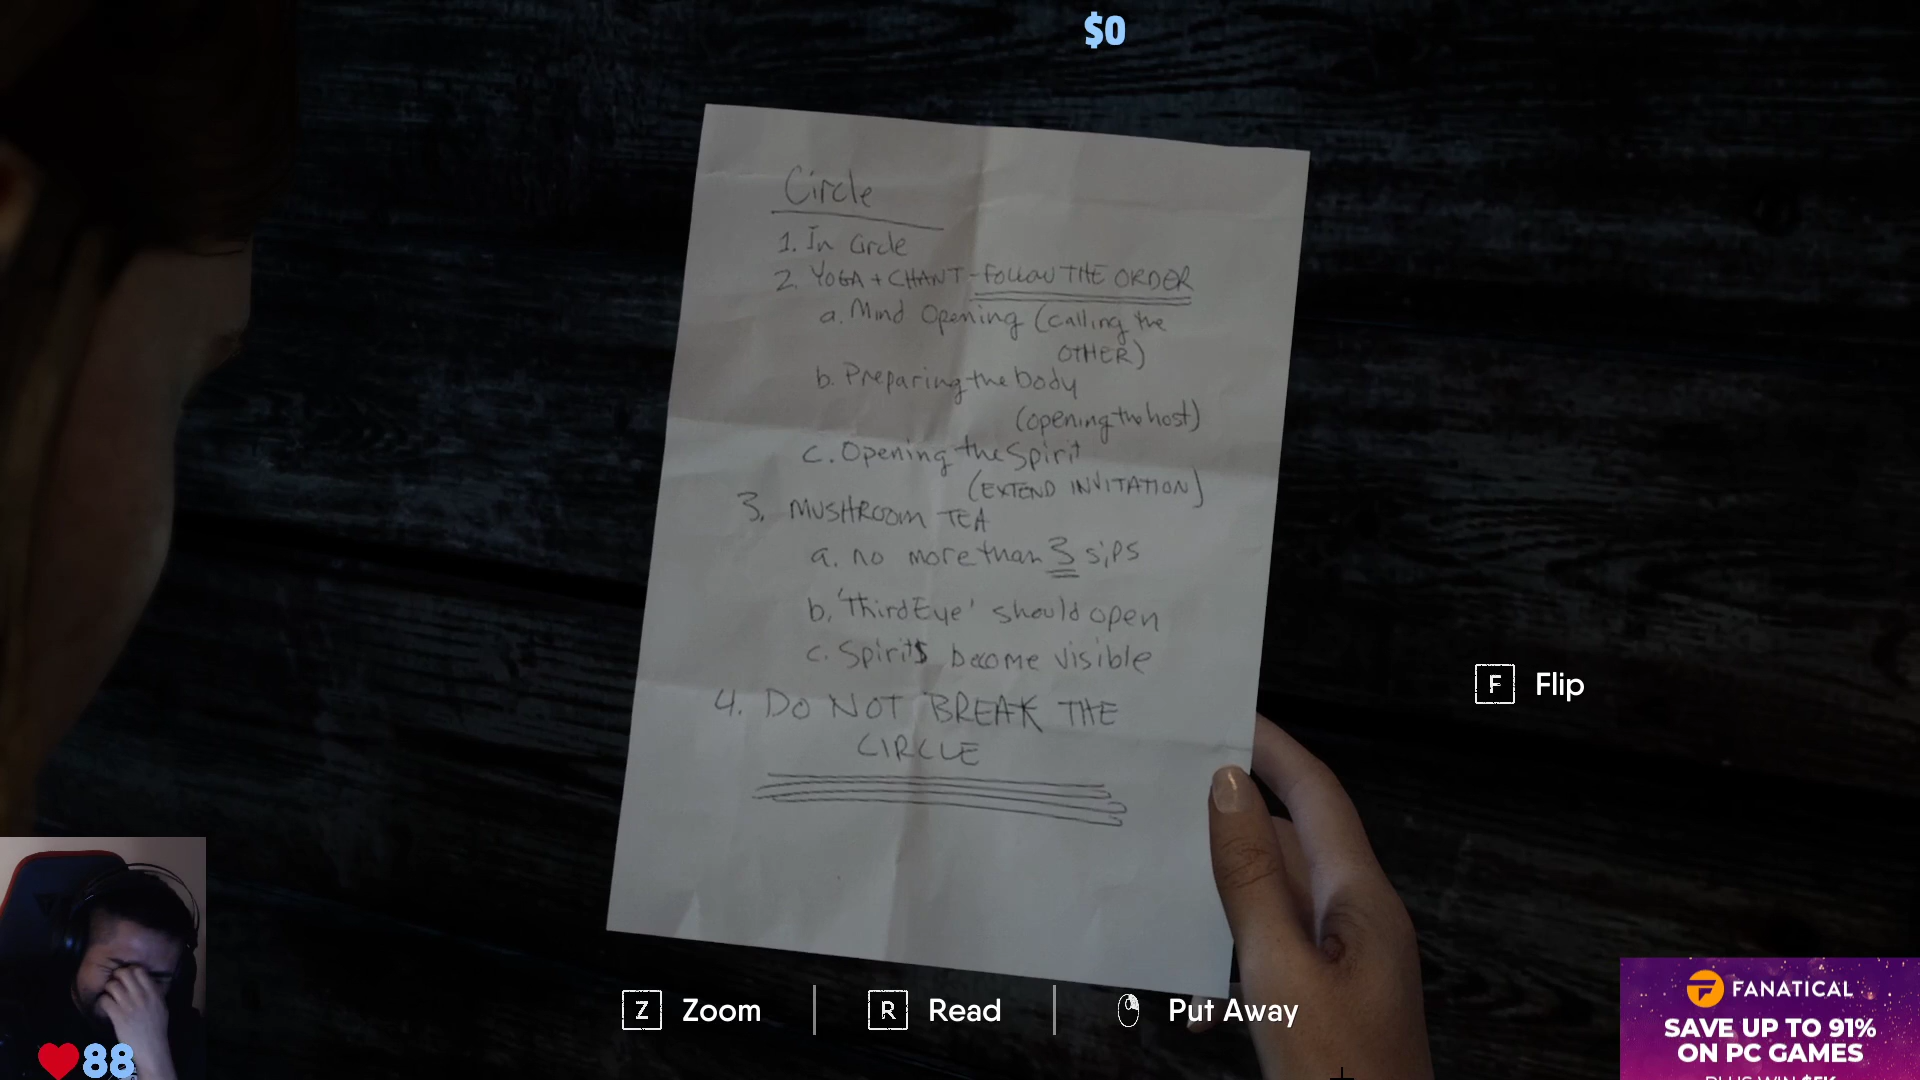 $0
Circle
1. In Circle
2. YOGA + CHANT - FOLLOW THE ORDER
a. Mind Opening (calling the
OTHER)
b. Preparing the body
(opening the host)
c. Opening the Spirit
(EXTEND INVITATION)
3. MUSHROOM TEA
a. no more than 3 sips
b. 'Third Eye' should open
c. Spirits become visible
4. DO NOT BREAK THE
CIRCLE
F Flip
Z Zoom
R Read
Put Away
88
FANATICAL
SAVE UP TO 91%
ON PC GAMES
PLUS WIN $5K